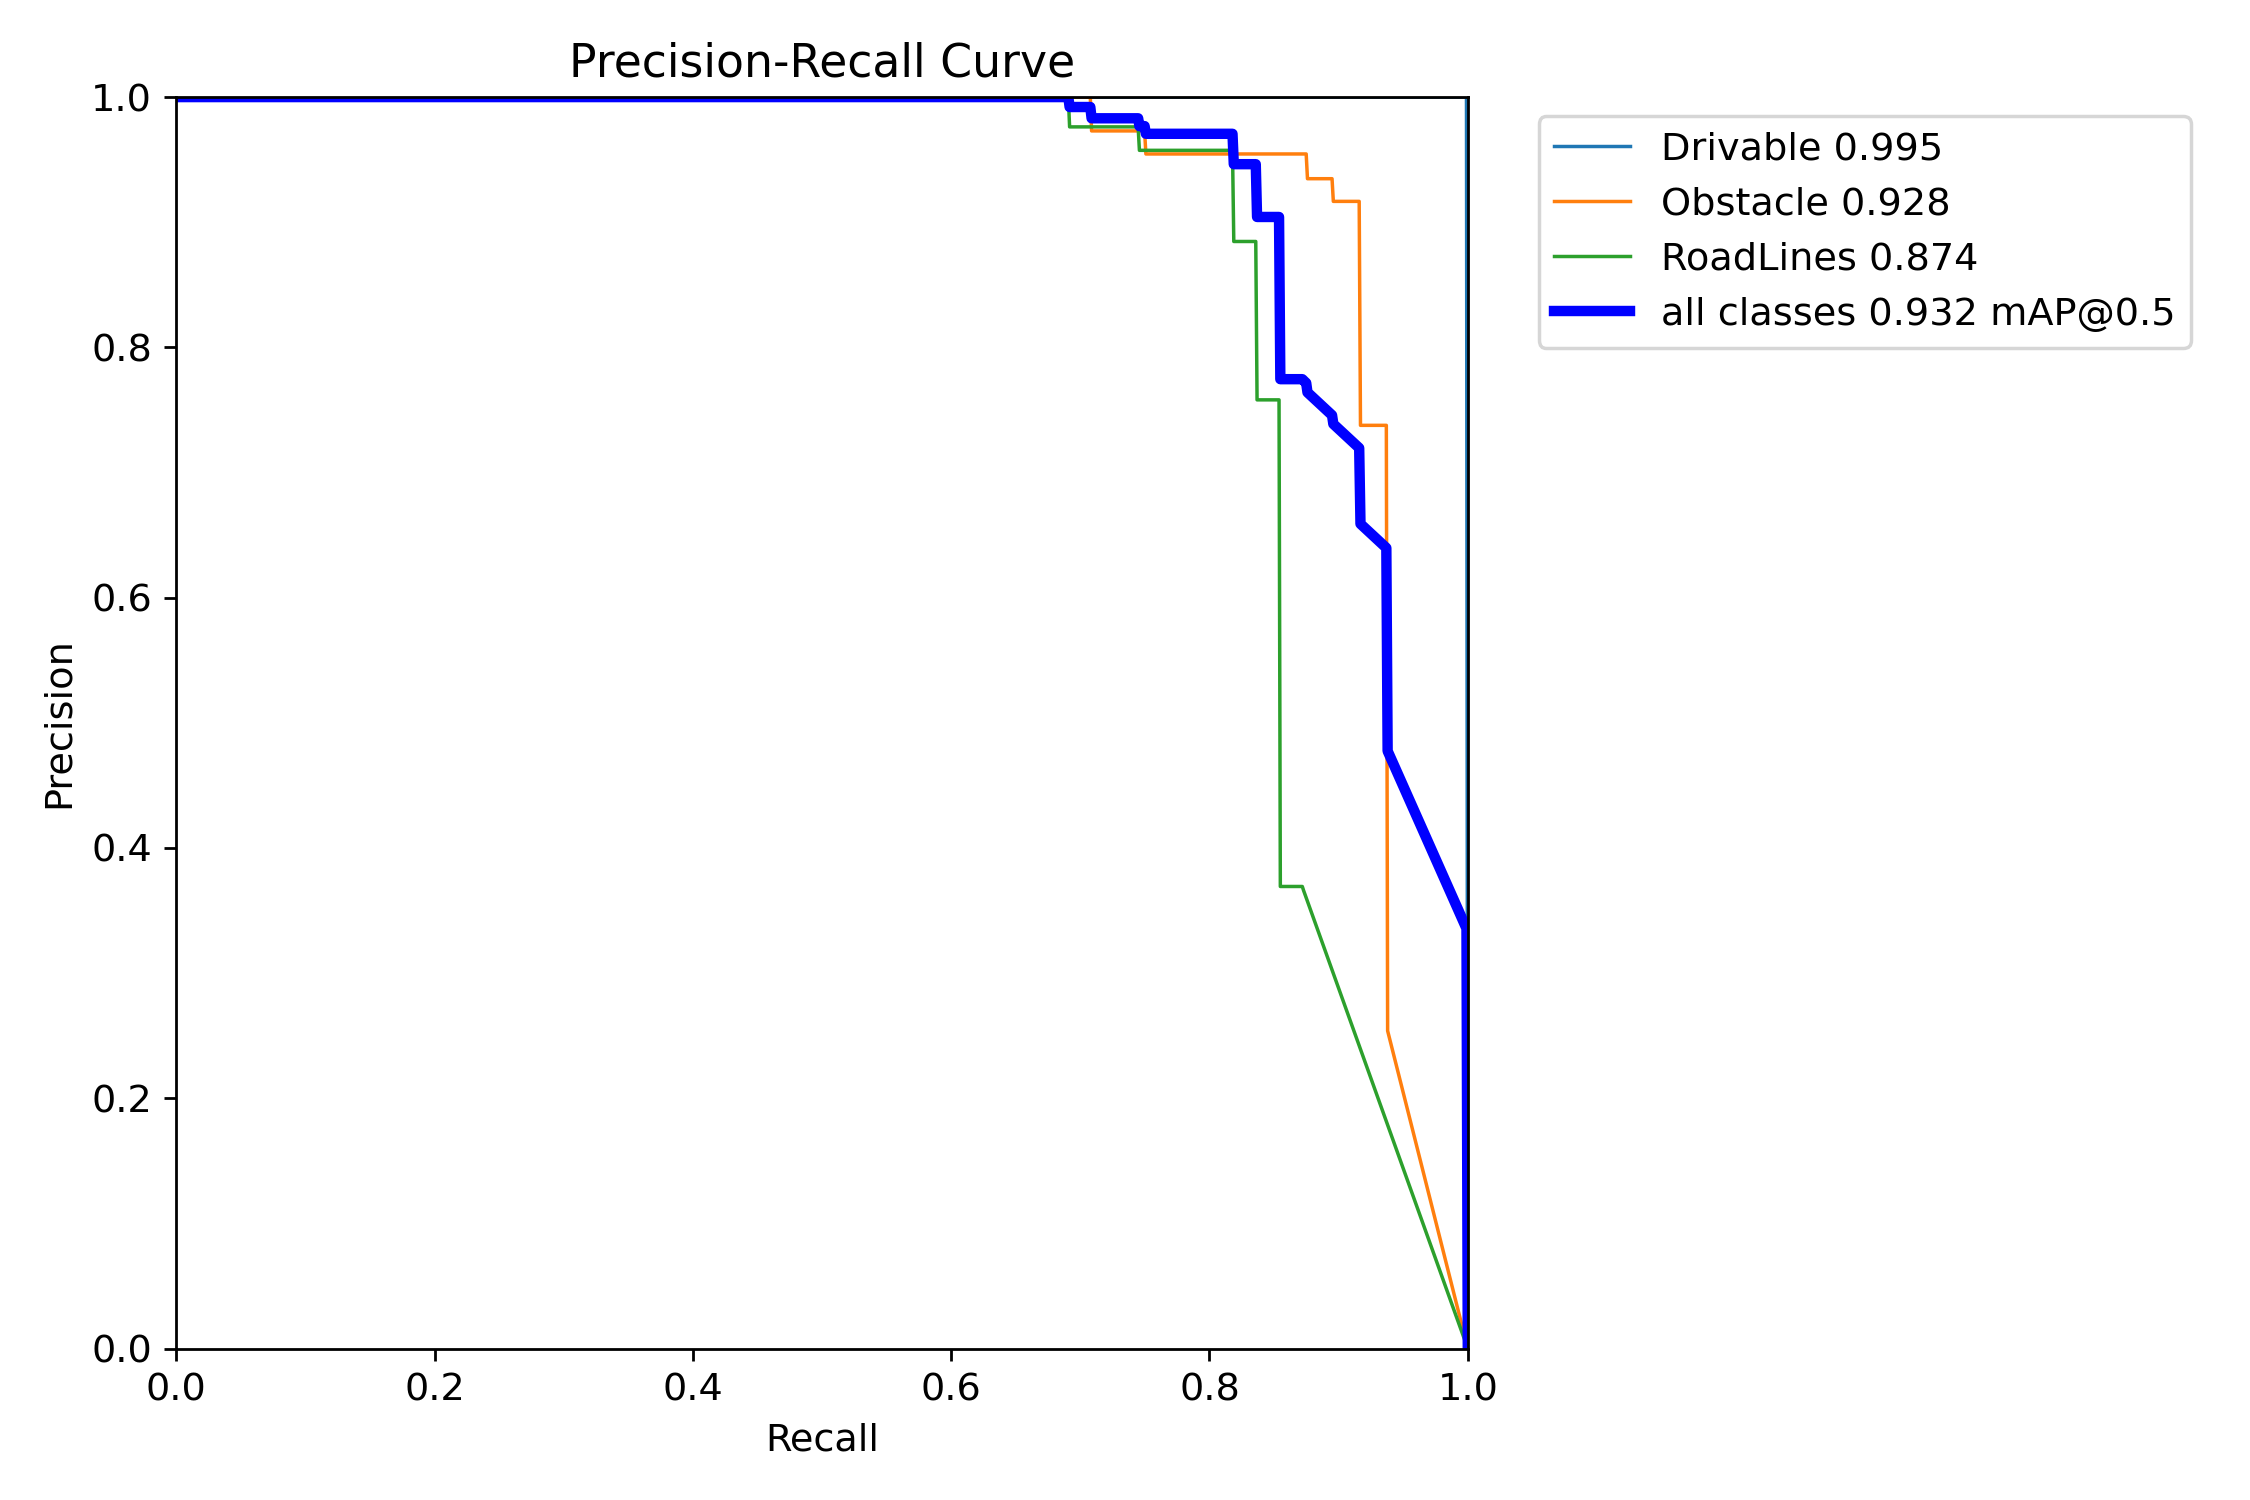 Precision-Recall Curve
1.0
0.8
0.6
0.4
0.2
0.0
Precision
0.0 0.2 0.4 0.6 0.8 1.0
Recall
Drivable 0.995
Obstacle 0.928
RoadLines 0.874
all classes 0.932 mAP@0.5